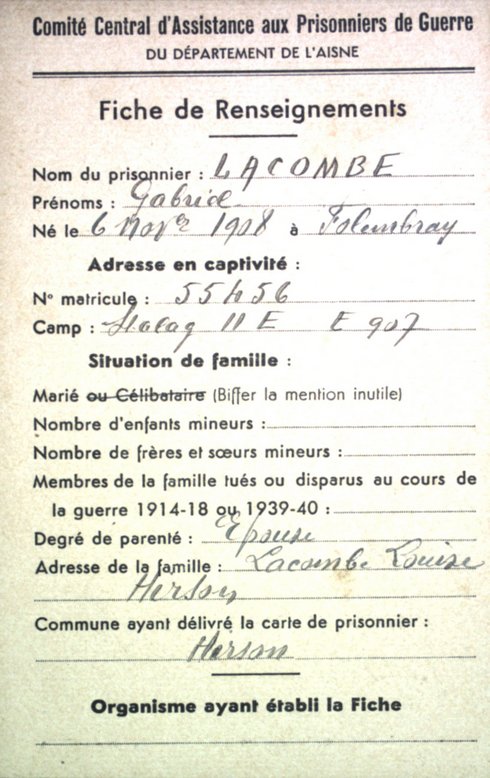 Comité Central d'Assistance aux Prisonniers de Guerre
DU DÉPARTEMENT DE L'AISNE
Fiche de Renseignements
Nom du prisonnier : LACOMBE
Prénoms : Gabriel
Né le 6 Novre 1908 à Folembray
Adresse en captivité :
N° matricule : 55456
Camp : Stalag II E E 907
Situation de famille :
Marié ou Célibataire (Biffer la mention inutile)
Nombre d'enfants mineurs :
Nombre de frères et sœurs mineurs :
Membres de la famille tués ou disparus au cours de
la guerre 1914-18 ou 1939-40 :
Degré de parenté : Epouse
Adresse de la famille : Lacombe Louise
Hirson
Commune ayant délivré la carte de prisonnier :
Hirson
Organisme ayant établi la Fiche